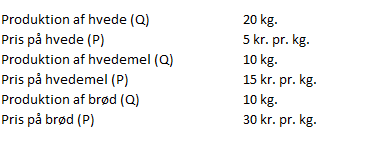 Produktion af hvede (Q) 20 kg.
Pris på hvede (P) 5 kr. pr. kg.
Produktion af hvedemel (Q) 10 kg.
Pris på hvedemel (P) 15 kr. pr. kg.
Produktion af brød (Q) 10 kg.
Pris på brød (P) 30 kr. pr. kg.